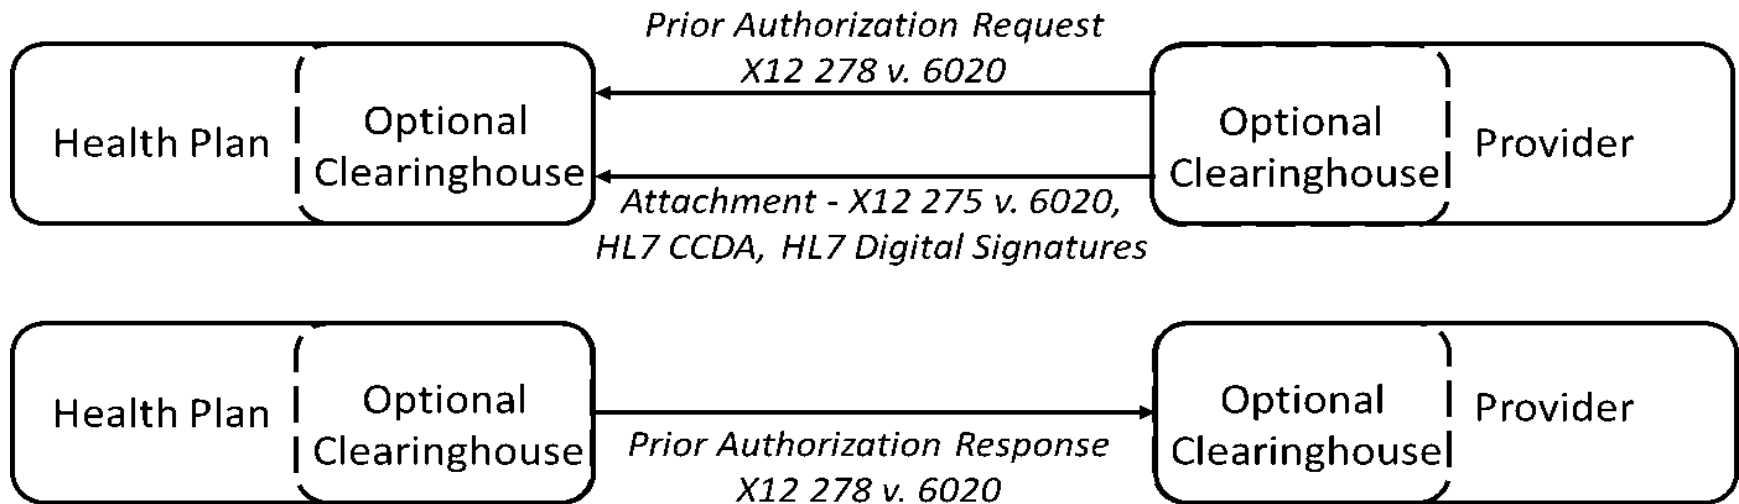 Prior Authorization Request
X12 278 v. 6020
Health Plan
Optional
Clearinghouse
Optional
Clearinghouse
Provider
Attachment - X12 275 v. 6020,
HL7 CCDA, HL7 Digital Signatures
Health Plan
Optional
Clearinghouse
Optional
Clearinghouse
Provider
Prior Authorization Response
X12 278 v. 6020